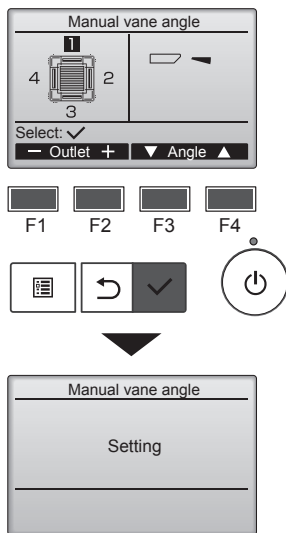 Manual vane angle
1
4 2
3
Select:
− Outlet + ▼ Angle ▲
F1 F2 F3 F4
Manual vane angle
Setting